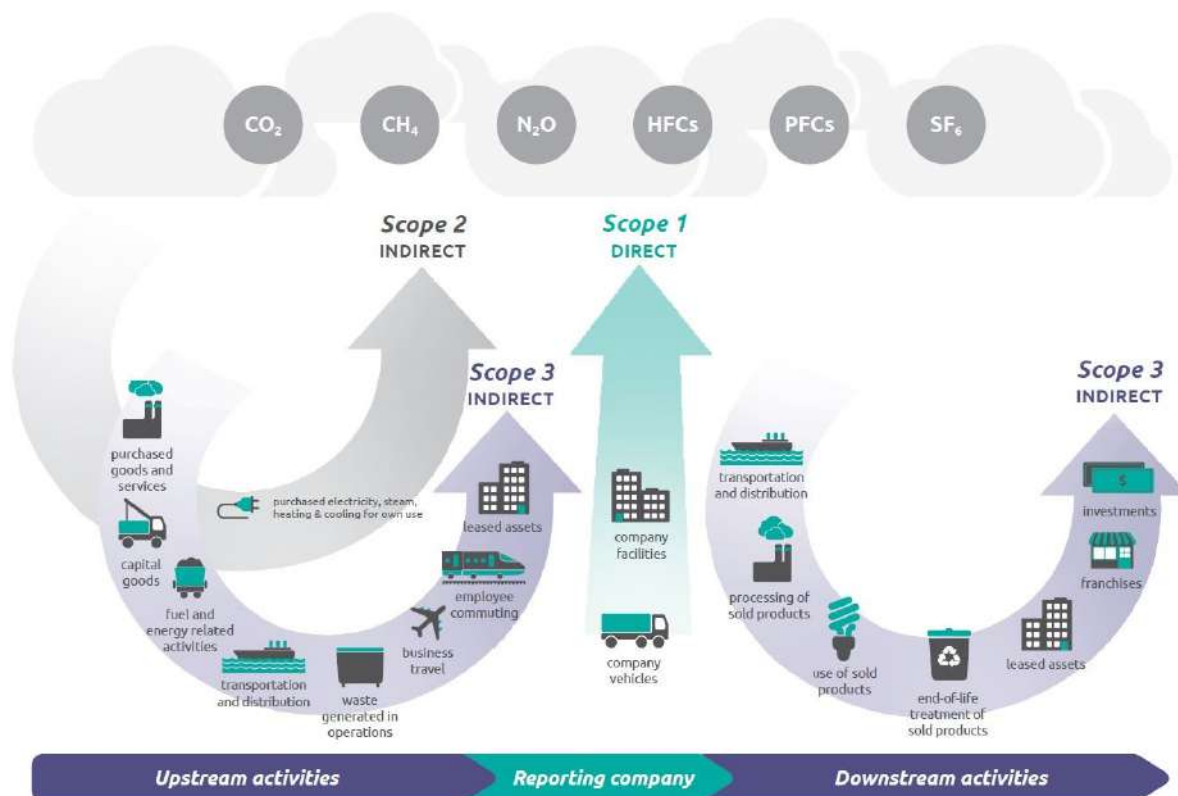 CO₂
CH₄
N₂O
HFCs
PFCs
SF₆
Scope 2
INDIRECT
Scope 1
DIRECT
Scope 3
INDIRECT
Scope 3
INDIRECT
purchased
goods and
services
capital
goods
fuel and
energy related
activities
purchased electricity, steam,
heating & cooling for own use
transportation
and distribution
waste
generated in
operations
business
travel
employee
commuting
leased assets
company
facilities
company
vehicles
transportation
and distribution
processing of
sold products
use of sold
products
end-of-life
treatment of
sold products
leased assets
franchises
$
investments
Upstream activities
Reporting company
Downstream activities